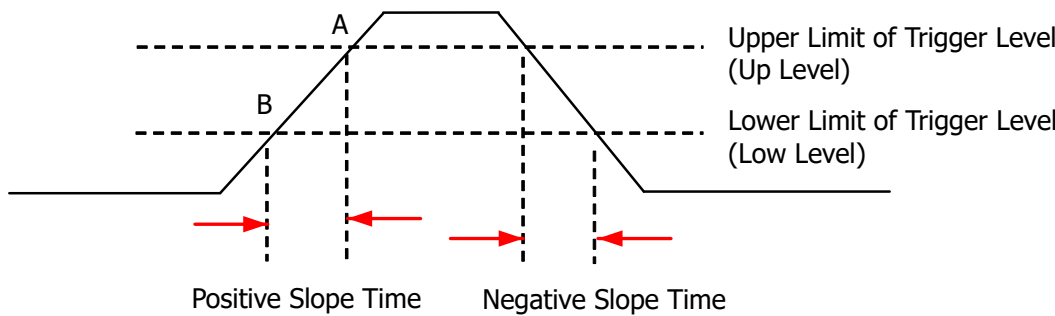 A
Upper Limit of Trigger Level
(Up Level)
B
Lower Limit of Trigger Level
(Low Level)
Positive Slope Time
Negative Slope Time